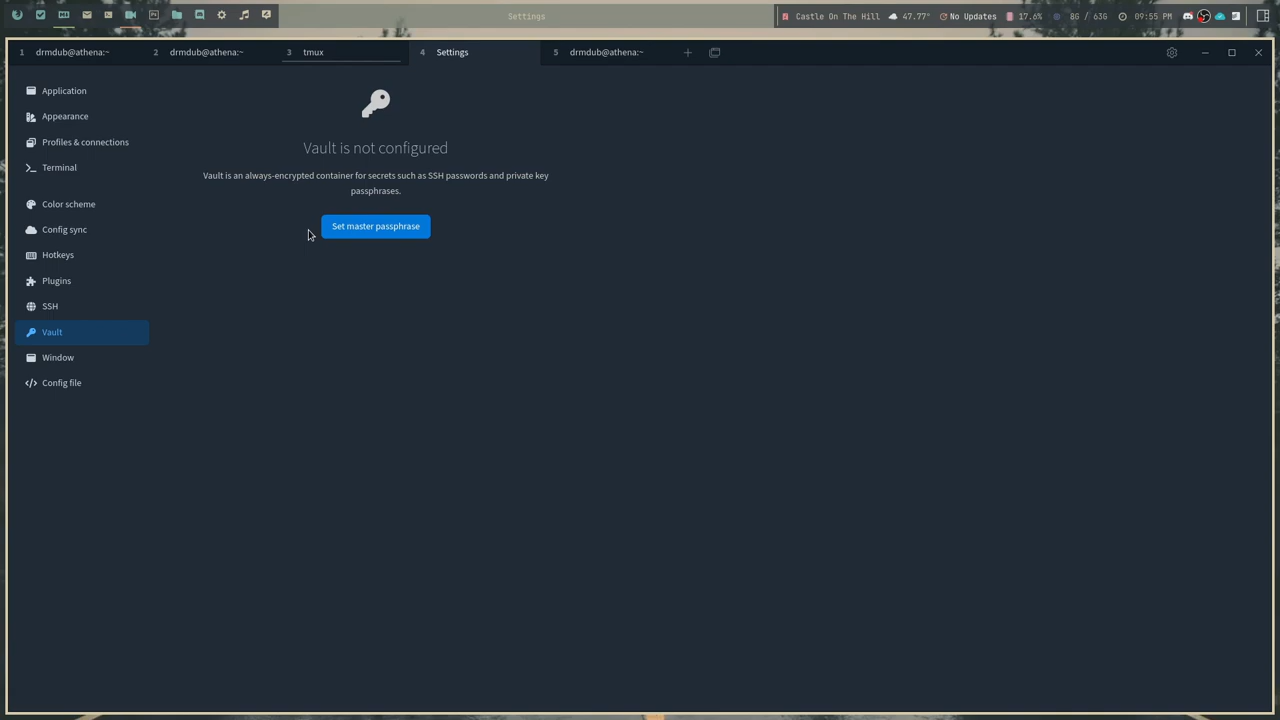 Settings
Castle On The Hill 47.77° No Updates 17.6% 8G / 63G 09:55 PM
1 drmdub@athena:~ 2 drmdub@athena:~ 3 tmux 4 Settings 5 drmdub@athena:~
Application
Appearance
Profiles & connections
Terminal
Color scheme
Config sync
Hotkeys
Plugins
SSH
Vault
Window
Config file
Vault is not configured
Vault is an always-encrypted container for secrets such as SSH passwords and private key
passphrases.
Set master passphrase